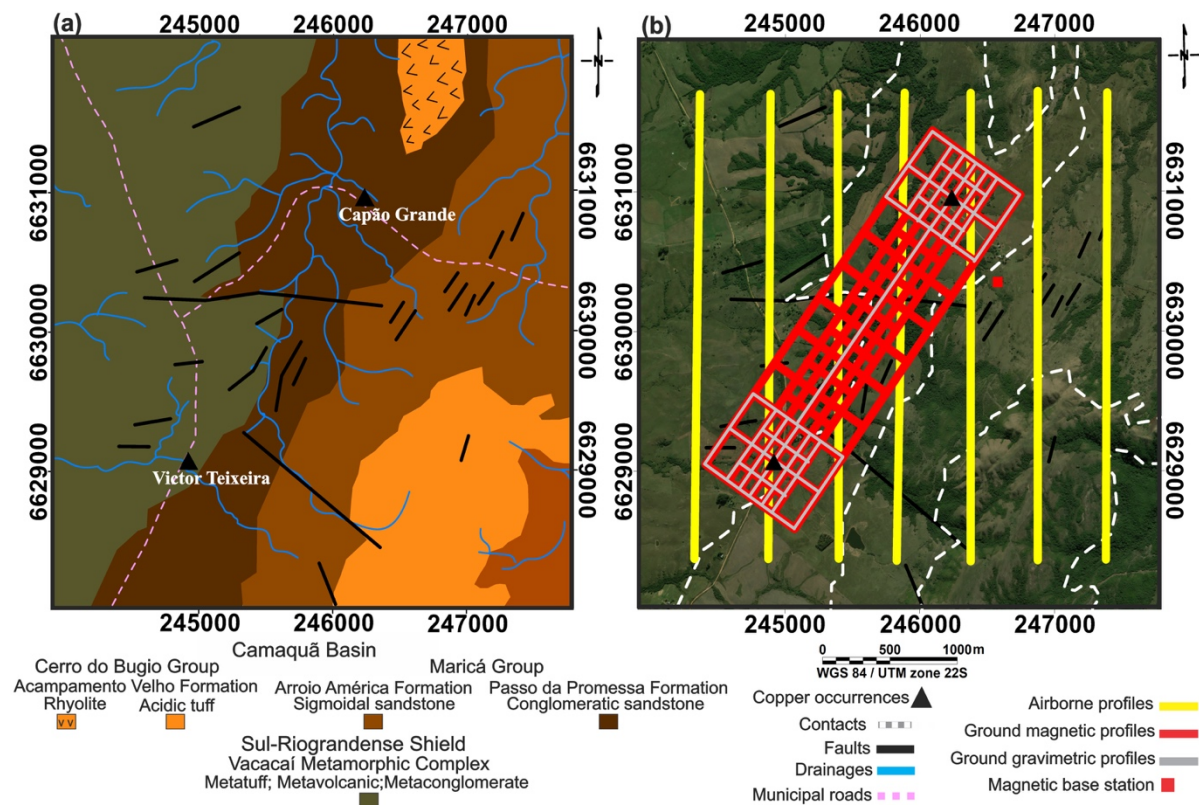 (a)
245000 246000 247000
6631000
6630000
6629000
N
Capão Grande
Victor Teixeira
6631000
6630000
6629000
245000 246000 247000
(b)
245000 246000 247000
N
6631000
6630000
6629000
245000 246000 247000
Camaquã Basin
Cerro do Bugio Group Maricá Group
Acampamento Velho Formation Arroio América Formation Passo da Promessa Formation
Rhyolite Acidic tuff Sigmoidal sandstone Conglomeratic sandstone
v v
Sul-Riograndense Shield
Vacacaí Metamorphic Complex
Metatuff; Metavolcanic;Metaconglomerate
0 500 1000m
WGS 84 / UTM zone 22S
Copper occurrences
Contacts
Faults
Drainages
Municipal roads
Airborne profiles
Ground magnetic profiles
Ground gravimetric profiles
Magnetic base station